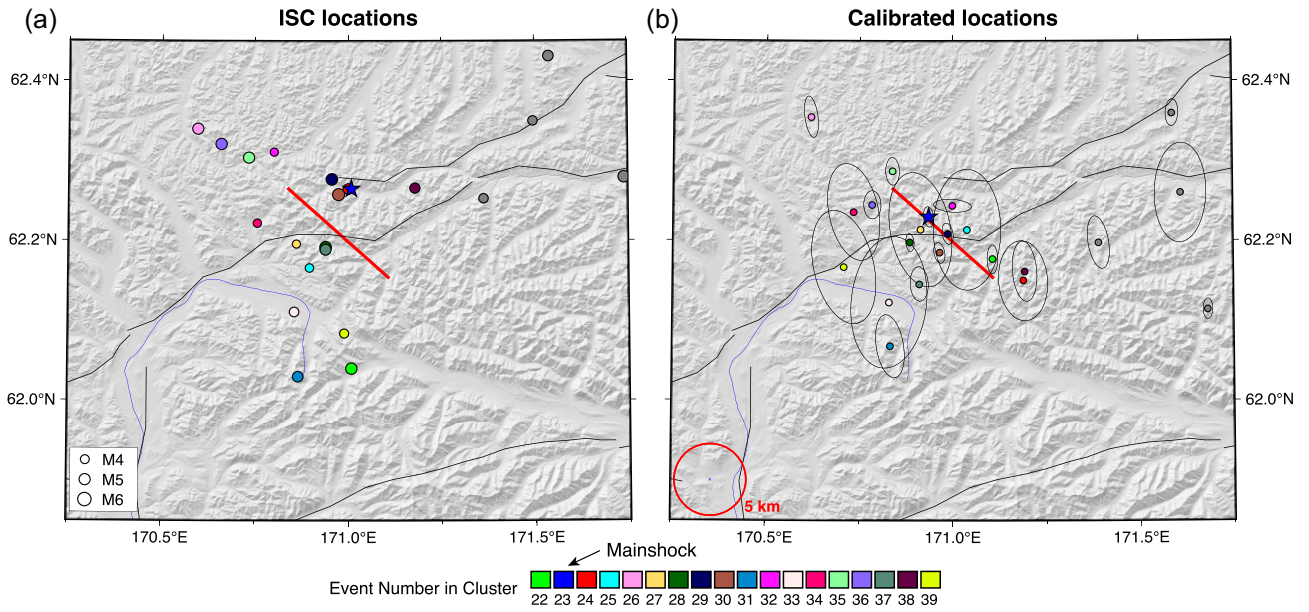 (a) ISC locations
(b) Calibrated locations
62.4°N
62.2°N
62.0°N
62.4°N
62.2°N
62.0°N
M4
M5
M6
5 km
170.5°E 171.0°E 171.5°E
170.5°E 171.0°E 171.5°E
Mainshock
Event Number in Cluster
22 23 24 25 26 27 28 29 30 31 32 33 34 35 36 37 38 39